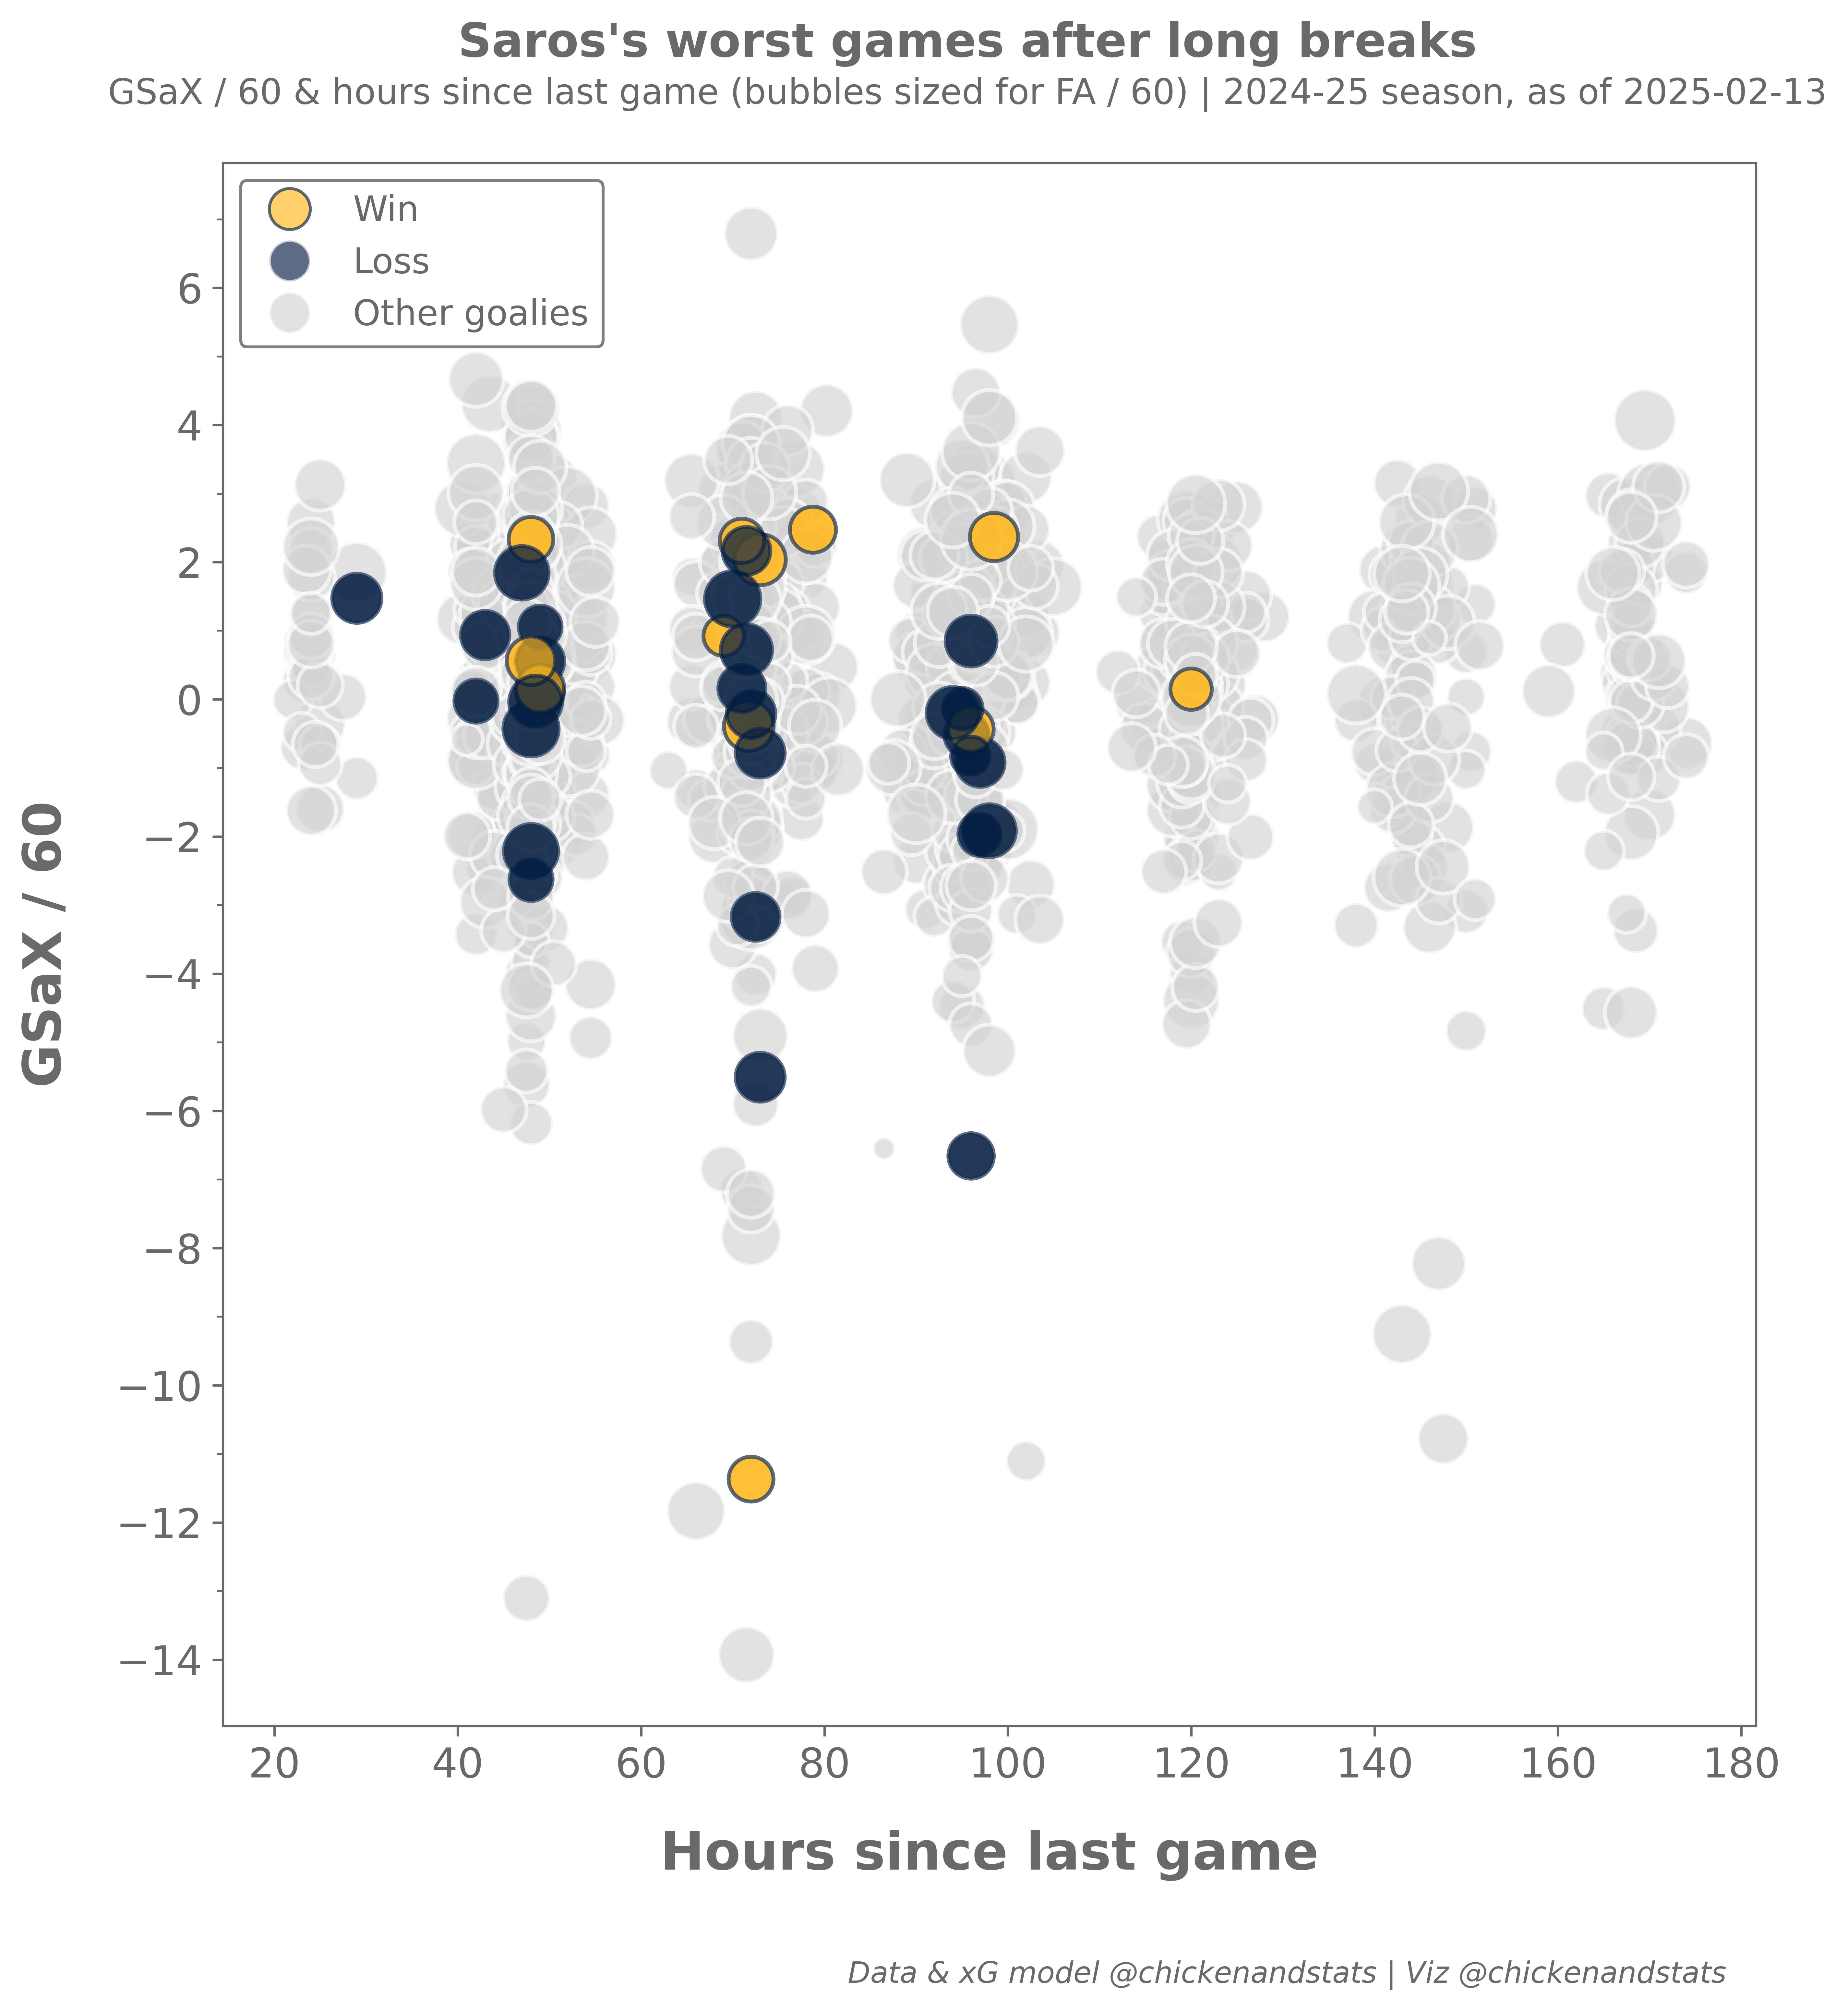 Saros's worst games after long breaks
GSaX / 60 & hours since last game (bubbles sized for FA / 60) | 2024-25 season, as of 2025-02-13
Win
Loss
Other goalies
6
4
2
0
−2
−4
−6
−8
−10
−12
−14
GSaX / 60
20 40 60 80 100 120 140 160 180
Hours since last game
Data & xG model @chickenandstats | Viz @chickenandstats